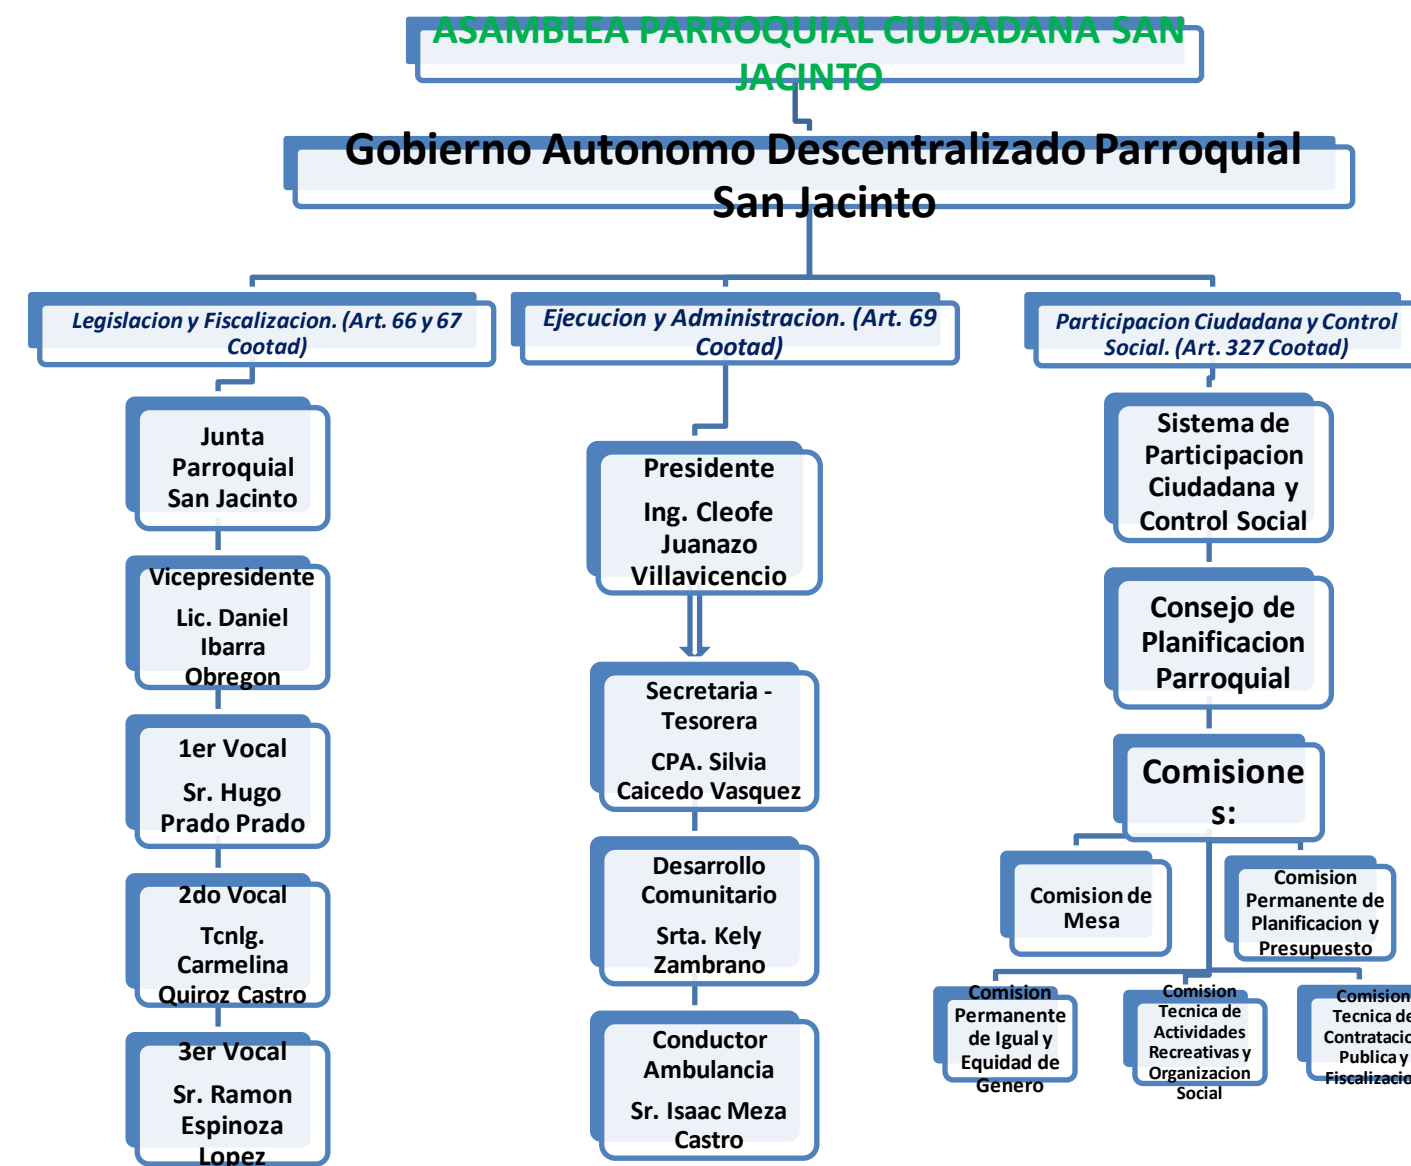 ASAMBLEA PARROQUIAL CIUDADANA SAN
JACINTO
Gobierno Autonomo Descentralizado Parroquial
San Jacinto
Legislacion y Fiscalizacion. (Art. 66 y 67
Cootad)
Junta
Parroquial
San Jacinto
Vicepresidente
Lic. Daniel
Ibarra
Obregon
1er Vocal
Sr. Hugo
Prado Prado
2do Vocal
Tcnlg.
Carmelina
Quiroz Castro
3er Vocal
Sr. Ramon
Espinoza
Lopez
Ejecucion y Administracion. (Art. 69
Cootad)
Presidente
Ing. Cleofe
Juanazo
Villavicencio
Secretaria -
Tesorera
CPA. Silvia
Caicedo Vasquez
Desarrollo
Comunitario
Srta. Kely
Zambrano
Conductor
Ambulancia
Sr. Isaac Meza
Castro
Participacion Ciudadana y Control
Social. (Art. 327 Cootad)
Sistema de
Participacion
Ciudadana y
Control Social
Consejo de
Planificacion
Parroquial
Comisione
s:
Comision de
Mesa
Comision
Permanente de
Planificacion y
Presupuesto
Comision
Permanente
de Igual y
Equidad de
Genero
Comision
Tecnica de
Actividades
Recreativas y
Organizacion
Social
Comision
Tecnica de
Contratacio
Publica y
Fiscalizacio